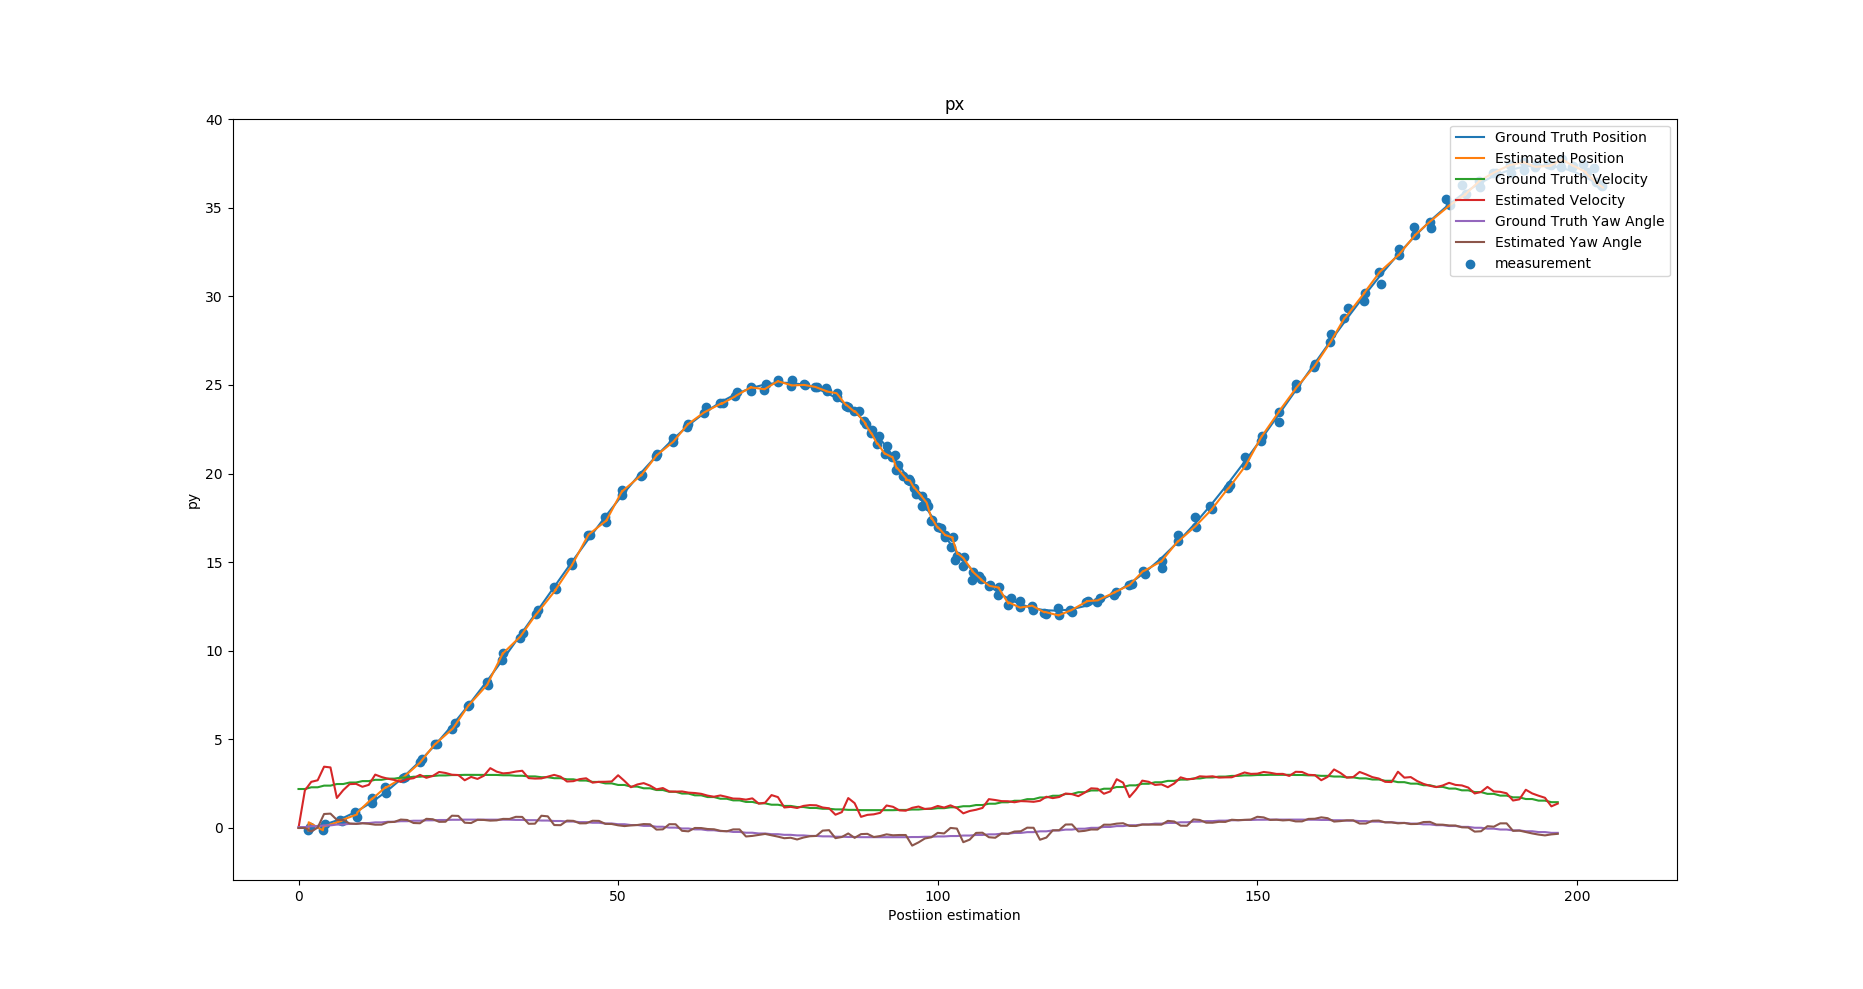 px
40
35
30
25
20
15
10
5
0
py
0
50
100
150
200
Postiion estimation
Ground Truth Position
Estimated Position
Ground Truth Velocity
Estimated Velocity
Ground Truth Yaw Angle
Estimated Yaw Angle
measurement